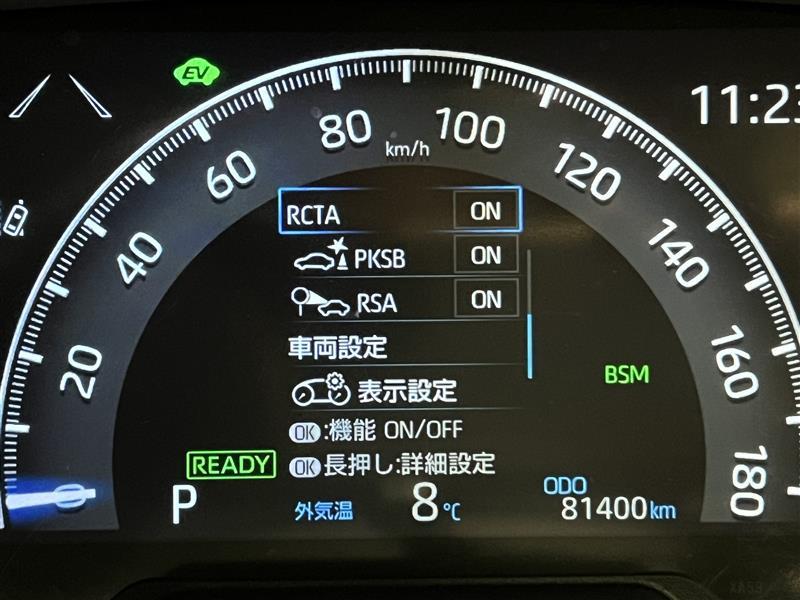 EV
11:23
0
20
40
60
80
km/h
100
120
140
160
180
RCTA ON
PKSB ON
RSA ON
車両設定
表示設定
OK:機能 ON/OFF
OK長押し:詳細設定
BSM
READY
P
外気温 8℃
ODO
81400km
XA53